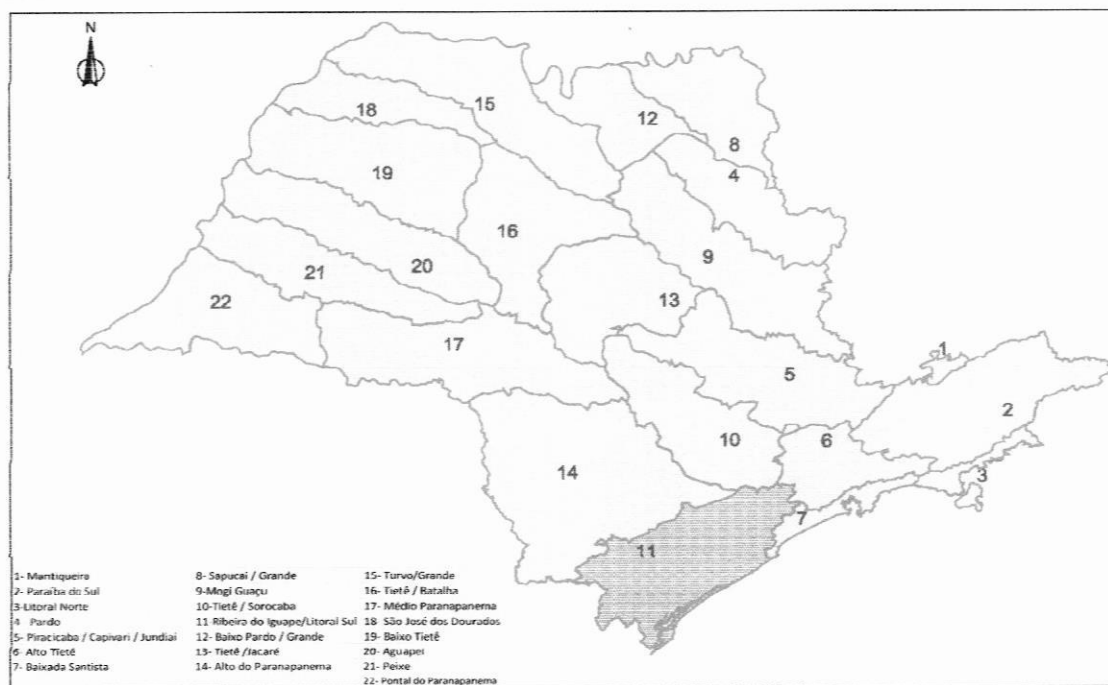 N
15
18
12
8
19
4
16
9
20
21
13
22
17
1
5
2
6
10
3
14
7
11
1- Mantiqueira
2- Paraíba do Sul
3-Litoral Norte
4 Pardo
5- Piracicaba / Capivari / Jundiaí
6- Alto Tietê
7- Baixada Santista
8- Sapucaí / Grande
9-Mogi Guaçu
10-Tietê / Sorocaba
11-Ribeira do Iguape/Litoral Sul
12- Baixo Pardo / Grande
13- Tietê /Jacaré
14- Alto do Paranapanema
15- Turvo/Grande
16- Tietê / Batalha
17- Médio Paranapanema
18 São José dos Dourados
19- Baixo Tietê
20- Aguapeí
21- Peixe
22- Pontal do Paranapanema